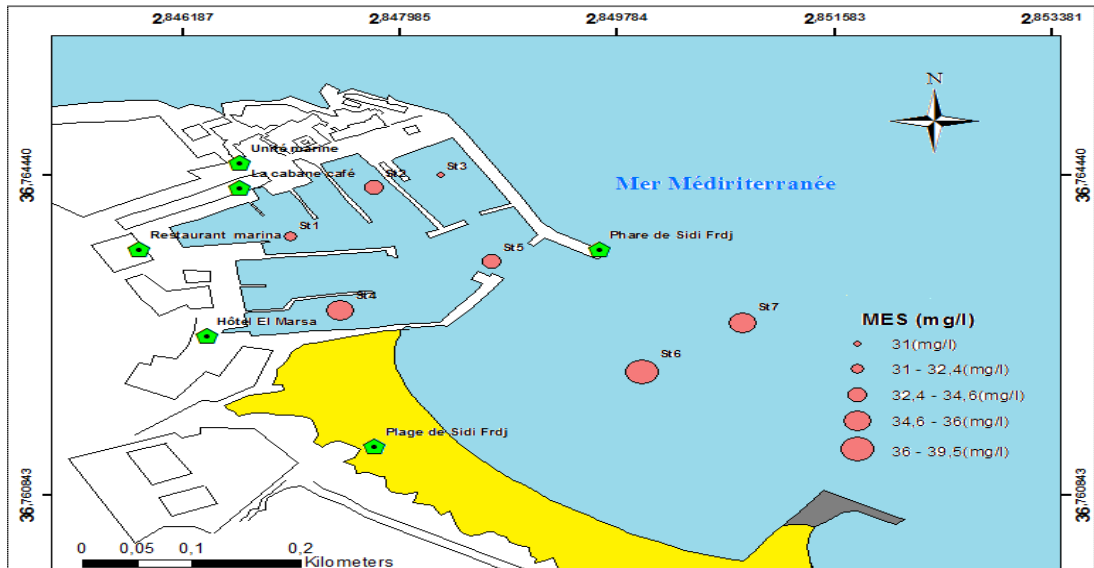 2,846187 2,847985 2,849784 2,851583 2,853381
N
Unité marine
36,764440
La cabane café
St2
St3
36,764440
Mer Méditerranée
St1
Restaurant marina
St5
Phare de Sidi Frdj
St4
St7
Hôtel El Marsa
MES (mg/l)
31(mg/l)
St6
31 - 32,4(mg/l)
32,4 - 34,6(mg/l)
34,6 - 36(mg/l)
36 - 39,5(mg/l)
Plage de Sidi Frdj
36,760843
36,760843
0 0,05 0,1 0,2
Kilometers